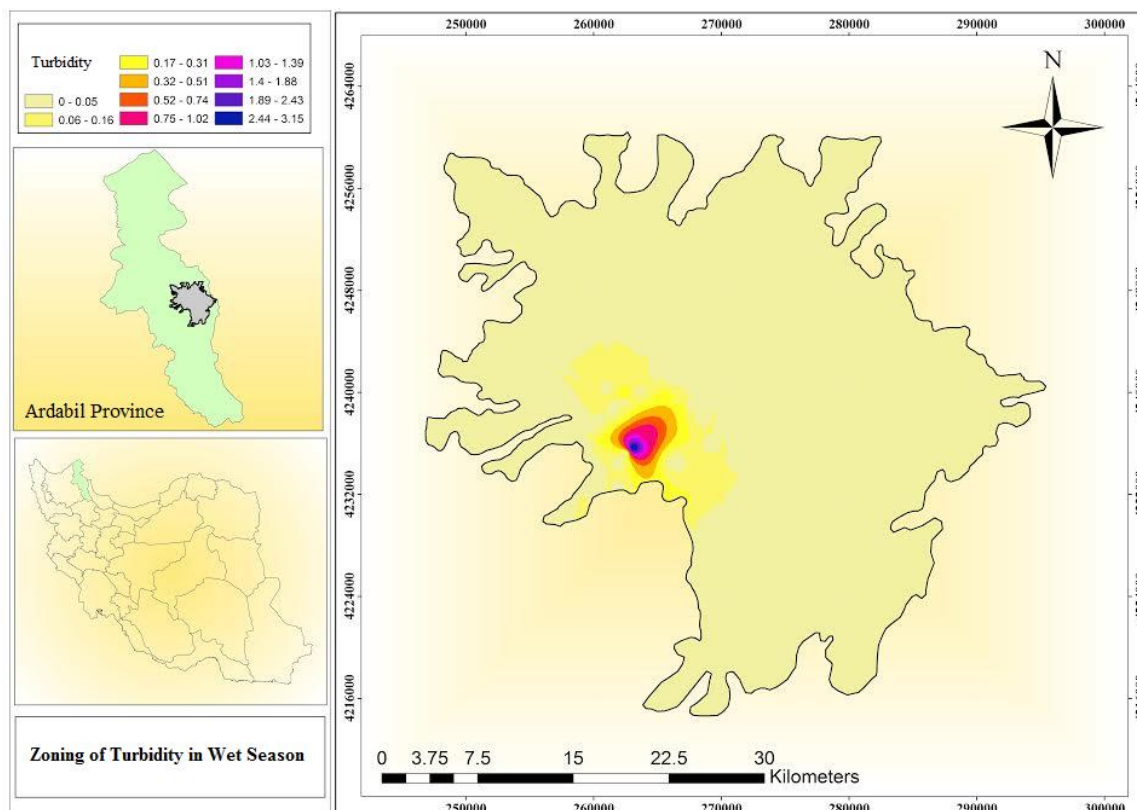 Turbidity
0 - 0.05
0.06 - 0.16
0.17 - 0.31
0.32 - 0.51
0.52 - 0.74
0.75 - 1.02
1.03 - 1.39
1.4 - 1.88
1.89 - 2.43
2.44 - 3.15
Ardabil Province
Zoning of Turbidity in Wet Season
250000 260000 270000 280000 290000 300000
4264000
4256000
4248000
4240000
4232000
4224000
4216000
N
0 3.75 7.5 15 22.5 30
Kilometers
250000 260000 270000 280000 290000 300000